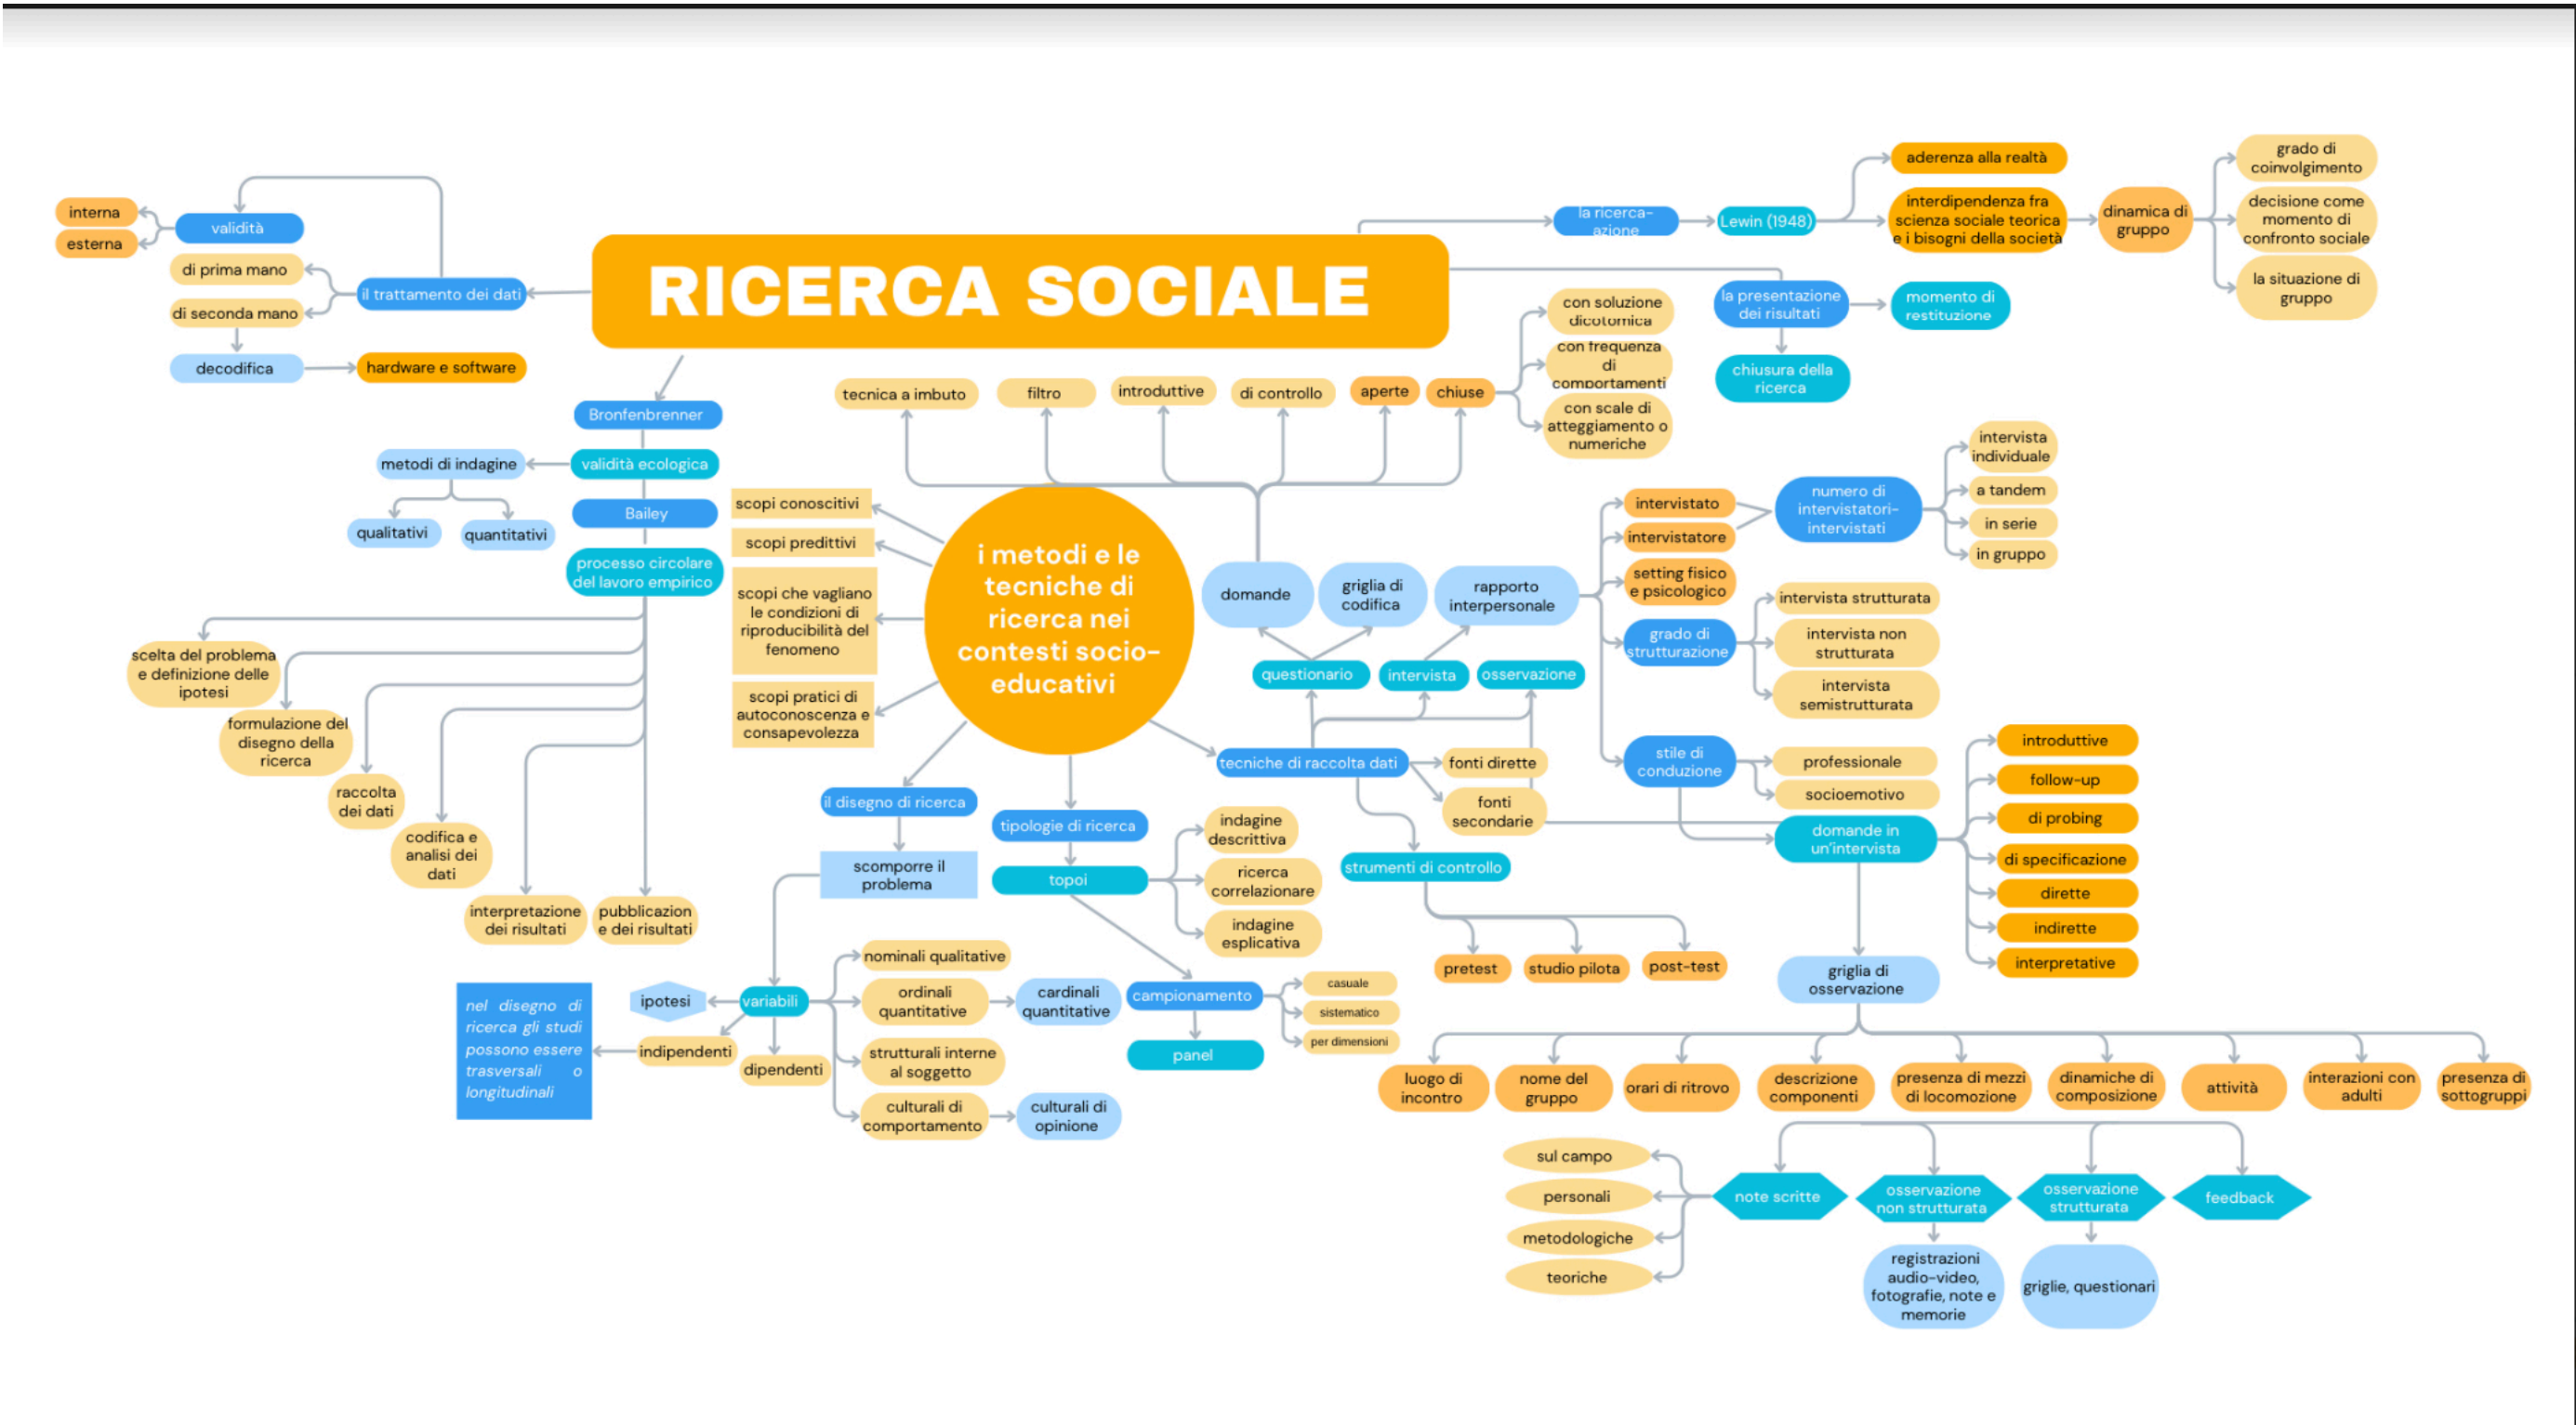 RICERCA SOCIALE
interna
esterna
validità
di prima mano
di seconda mano
il trattamento dei dati
decodifica
hardware e software
la ricerca-
azione
Lewin (1948)
aderenza alla realtà
interdipendenza fra
scienza sociale teorica
e i bisogni della società
dinamica di
gruppo
grado di
coinvolgimento
decisione come
momento di
confronto sociale
la situazione di
gruppo
la presentazione
dei risultati
momento di
restituzione
chiusura della
ricerca
Bronfenbrenner
validità ecologica
metodi di indagine
qualitativi
quantitativi
Bailey
processo circolare
del lavoro empirico
scelta del problema
e definizione delle
ipotesi
formulazione del
disegno della
ricerca
raccolta
dei dati
codifica e
analisi dei
dati
interpretazione
dei risultati
pubblicazion
e dei risultati
i metodi e le
tecniche di
ricerca nei
contesti socio-
educativi
scopi conoscitivi
scopi predittivi
scopi che vagliano
le condizioni di
riproducibilità del
fenomeno
scopi pratici di
autoconoscenza e
consapevolezza
tecnica a imbuto
filtro
introduttive
di controllo
aperte
chiuse
con soluzione
dicotomica
con frequenza
di
comportamenti
con scale di
atteggiamento o
numeriche
domande
griglia di
codifica
rapporto
interpersonale
questionario
intervista
osservazione
tecniche di raccolta dati
fonti dirette
fonti
secondarie
strumenti di controllo
pretest
studio pilota
post-test
intervistato
intervistatore
setting fisico
e psicologico
numero di
intervistatori-
intervistati
intervista
individuale
a tandem
in serie
in gruppo
grado di
strutturazione
intervista strutturata
intervista non
strutturata
intervista
semistrutturata
stile di
conduzione
professionale
socioemotivo
domande in
un'intervista
introduttive
follow-up
di probing
di specificazione
dirette
indirette
interpretative
il disegno di ricerca
scomporre il
problema
tipologie di ricerca
topoi
indagine
descrittiva
ricerca
correlazionare
indagine
esplicativa
campionamento
casuale
sistematico
per dimensioni
panel
variabili
ipotesi
indipendenti
dipendenti
nel disegno di
ricerca gli studi
possono essere
trasversali o
longitudinali
nominali qualitative
ordinali
quantitative
cardinali
quantitative
strutturali interne
al soggetto
culturali di
comportamento
culturali di
opinione
griglia di
osservazione
luogo di
incontro
nome del
gruppo
orari di ritrovo
descrizione
componenti
presenza di mezzi
di locomozione
dinamiche di
composizione
attività
interazioni con
adulti
presenza di
sottogruppi
note scritte
sul campo
personali
metodologiche
teoriche
osservazione
non strutturata
registrazioni
audio-video,
fotografie, note e
memorie
osservazione
strutturata
griglie, questionari
feedback